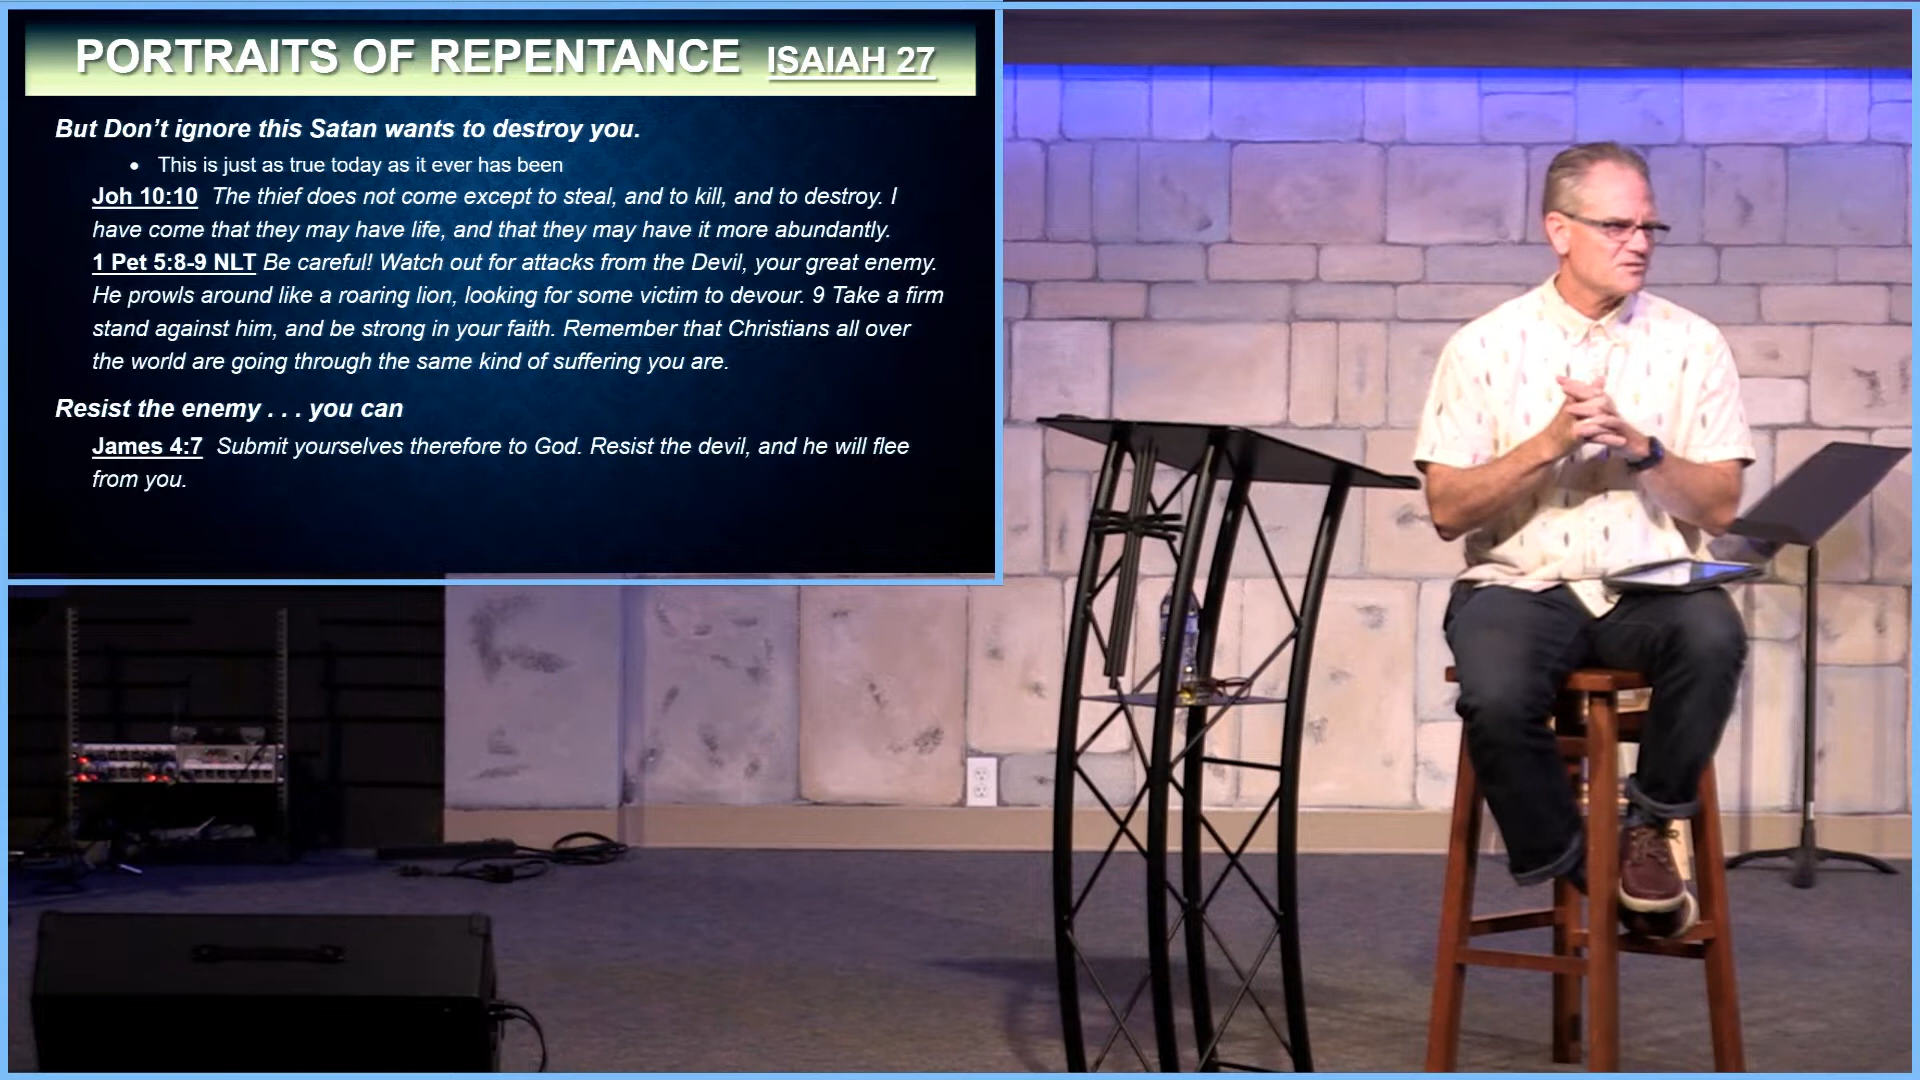 PORTRAITS OF REPENTANCE ISAIAH 27
But Don’t ignore this Satan wants to destroy you.
• This is just as true today as it ever has been
Joh 10:10 The thief does not come except to steal, and to kill, and to destroy. I
have come that they may have life, and that they may have it more abundantly.
1 Pet 5:8-9 NLT Be careful! Watch out for attacks from the Devil, your great enemy.
He prowls around like a roaring lion, looking for some victim to devour. 9 Take a firm
stand against him, and be strong in your faith. Remember that Christians all over
the world are going through the same kind of suffering you are.
Resist the enemy . . . you can
James 4:7 Submit yourselves therefore to God. Resist the devil, and he will flee
from you.